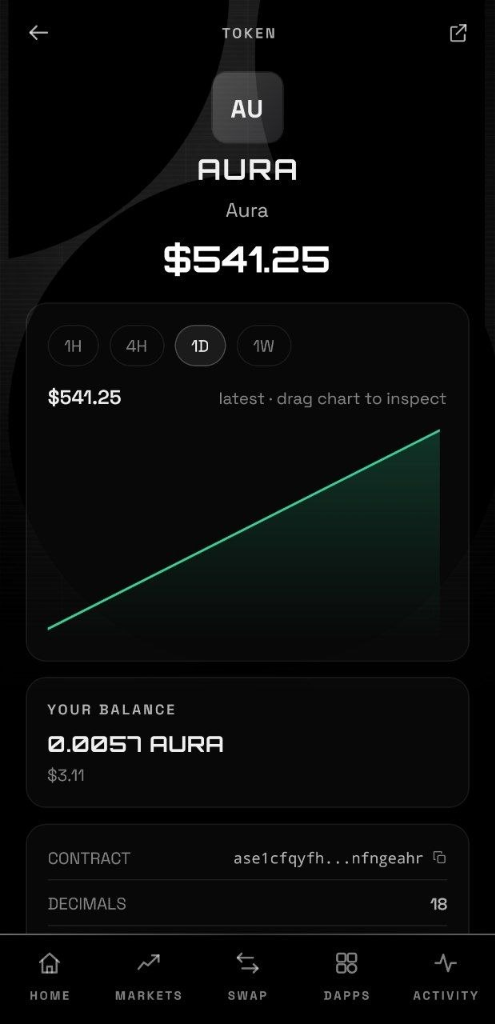 TOKEN
AU
AURA
Aura
$541.25
1H 4H 1D 1W
$541.25 latest · drag chart to inspect
YOUR BALANCE
0.0057 AURA
$3.11
CONTRACT ase1cfqyfh...nfngeahr
DECIMALS 18
HOME MARKETS SWAP DAPPS ACTIVITY